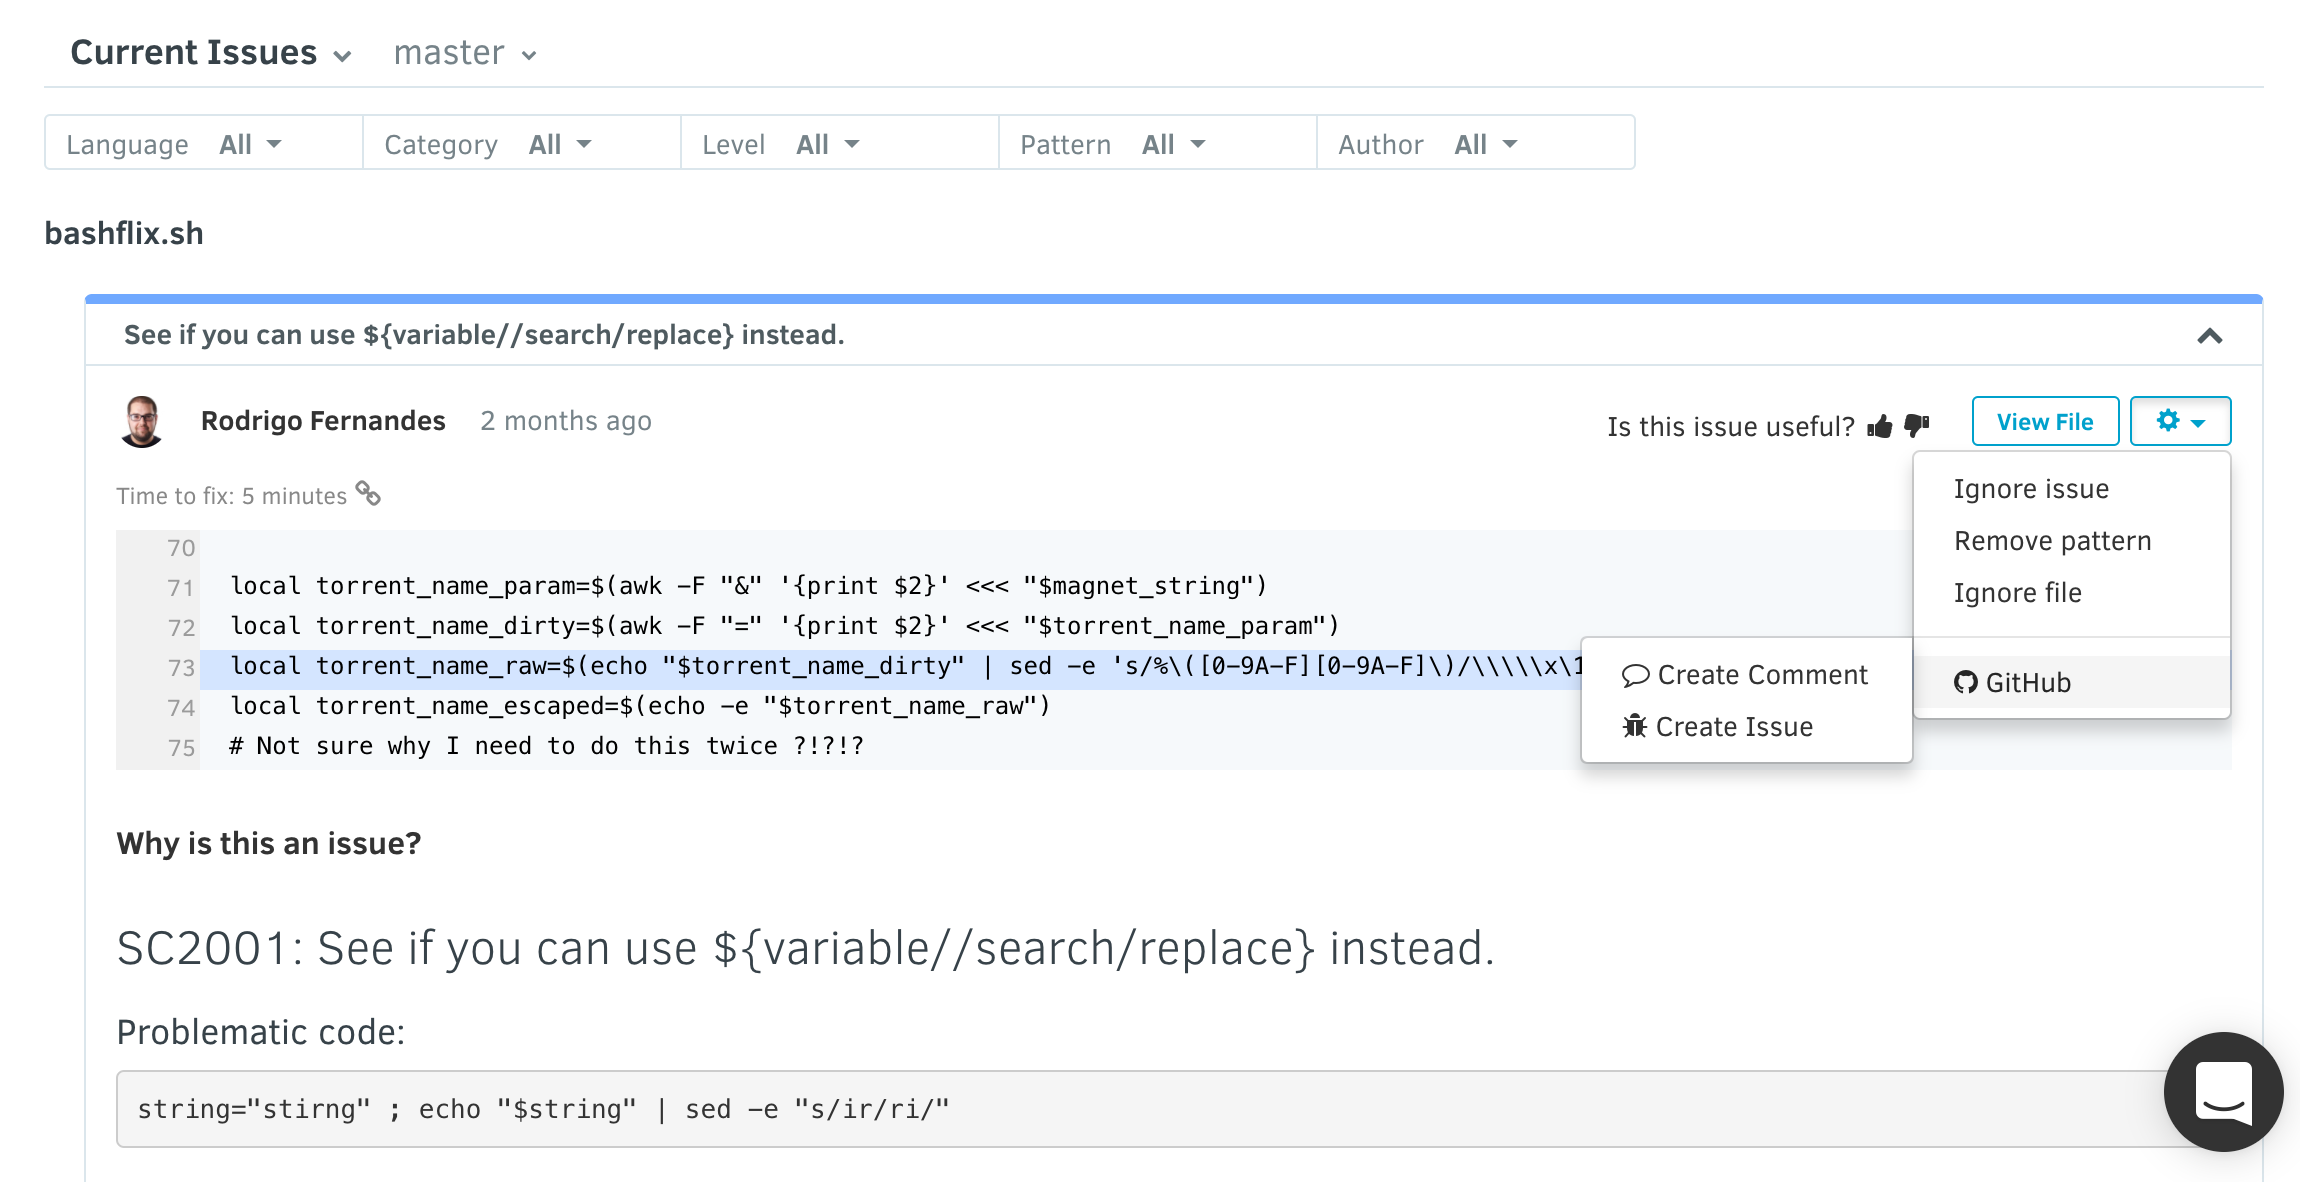 Current Issues master
Language All Category All Level All Pattern All Author All
bashflix.sh
See if you can use ${variable//search/replace} instead.
Rodrigo Fernandes 2 months ago Is this issue useful? View File
Time to fix: 5 minutes
Ignore issue
Remove pattern
Ignore file
GitHub
Create Comment
Create Issue
70
71 local torrent_name_param=$(awk -F "&" '{print $2}' <<< "$magnet_string")
72 local torrent_name_dirty=$(awk -F "=" '{print $2}' <<< "$torrent_name_param")
73 local torrent_name_raw=$(echo "$torrent_name_dirty" | sed -e 's/%\([0-9A-F][0-9A-F]\)/\\\\\x\1
74 local torrent_name_escaped=$(echo -e "$torrent_name_raw")
75 # Not sure why I need to do this twice ?!?!?
Why is this an issue?
SC2001: See if you can use ${variable//search/replace} instead.
Problematic code:
string="stirng" ; echo "$string" | sed -e "s/ir/ri/"